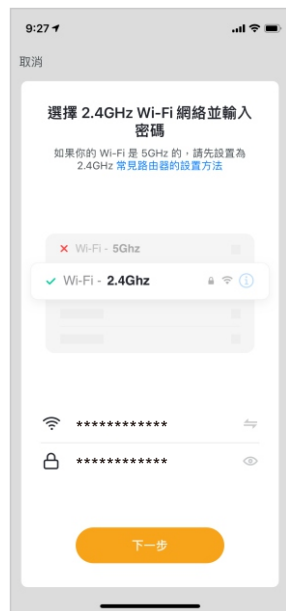 9:27
取消
選擇 2.4GHz Wi-Fi 網絡並輸入
密碼
如果你的 Wi-Fi 是 5GHz 的，請先設置為
2.4GHz 常見路由器的設置方法
Wi-Fi - 5Ghz
Wi-Fi - 2.4Ghz
************
************
下一步